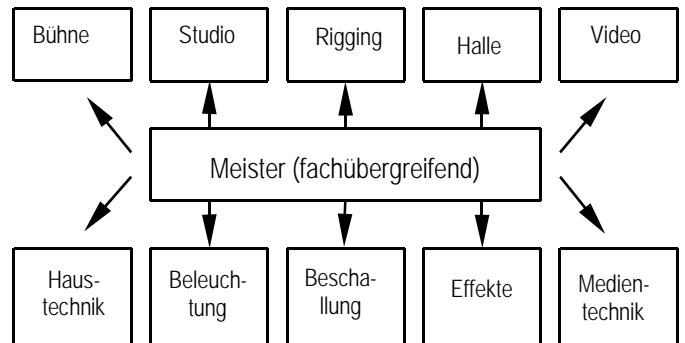 Bühne
Studio
Rigging
Halle
Video
Meister (fachübergreifend)
Haus-
technik
Beleuch-
tung
Bescha-
llung
Effekte
Medien-
technik